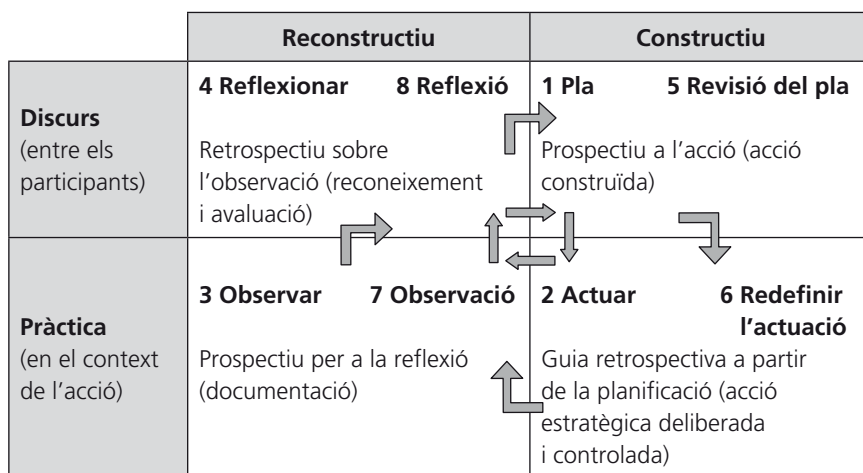 Reconstructiu
Constructiu
Discurs
(entre els
participants)
4 Reflexionar 8 Reflexió
Retrospectiu sobre
l'observació (reconeixement
i avaluació)
1 Pla 5 Revisió del pla
Prospectiu a l'acció (acció
construïda)
Pràctica
(en el context
de l'acció)
3 Observar 7 Observació
Prospectiu per a la reflexió
(documentació)
2 Actuar 6 Redefinir
l'actuació
Guia retrospectiva a partir
de la planificació (acció
estratègica deliberada
i controlada)